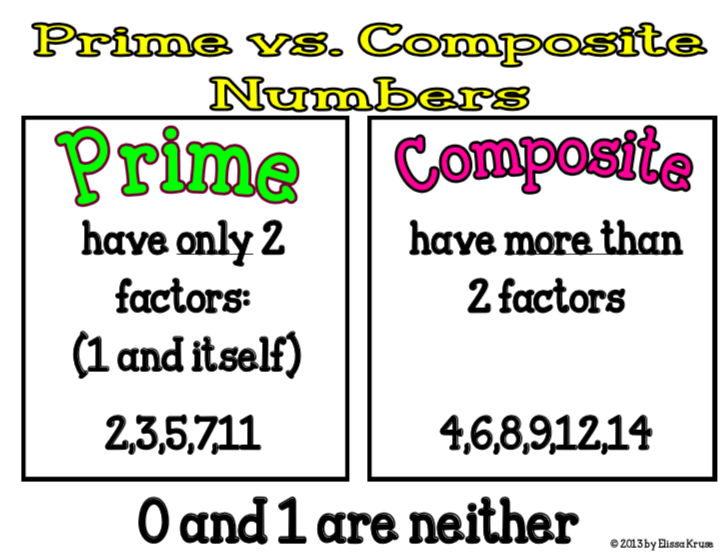 Prime vs. Composite
Numbers
Prime
have only 2
factors:
(1 and itself)
2,3,5,7,11
Composite
have more than
2 factors
4,6,8,9,12,14
0 and 1 are neither
© 2013 by Elissa Kruse